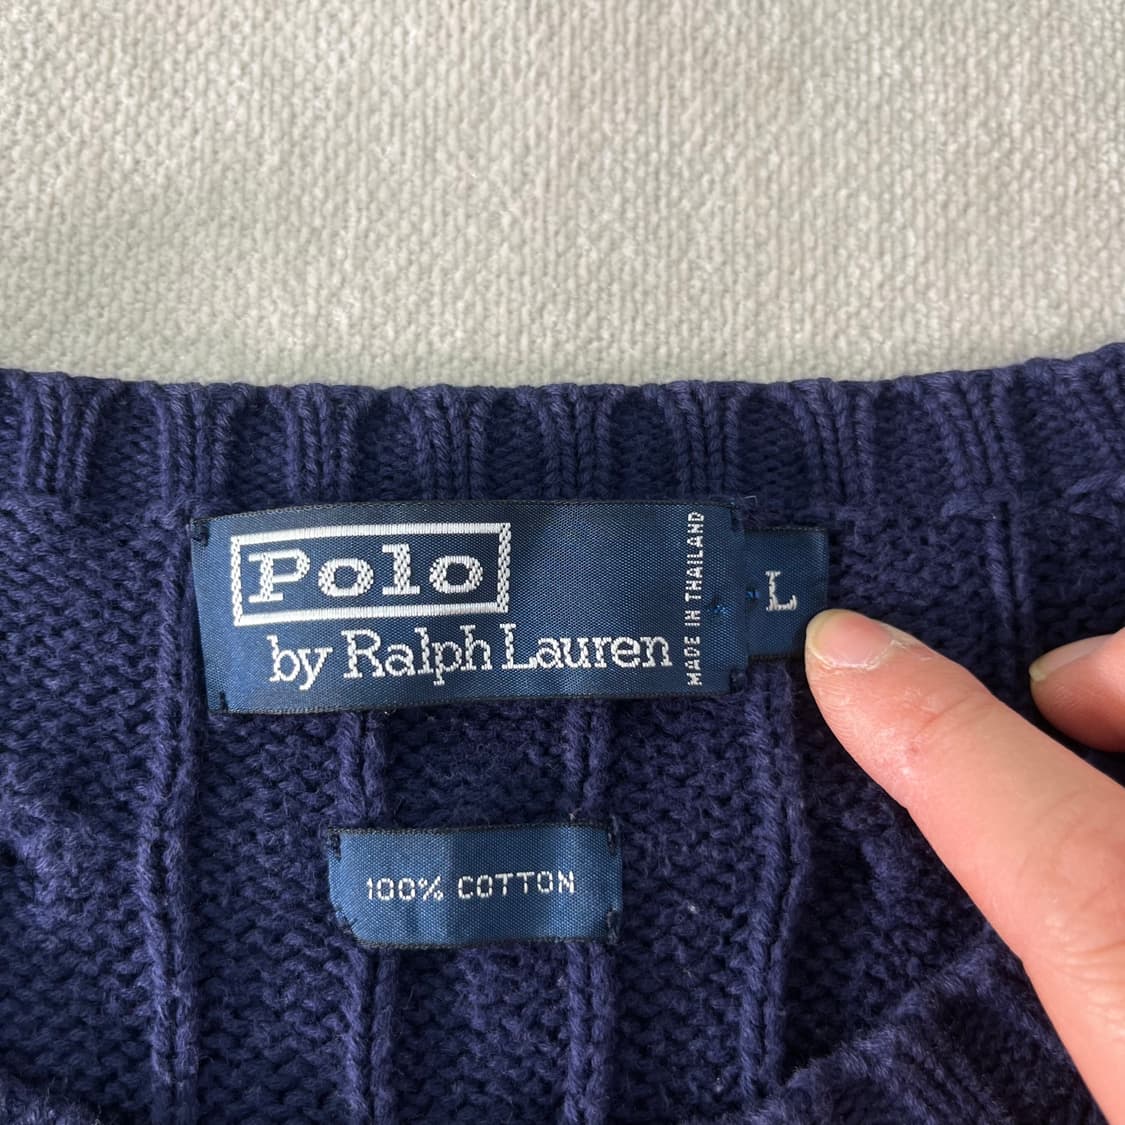 Polo
by Ralph Lauren
MADE IN THAILAND
L
100% COTTON